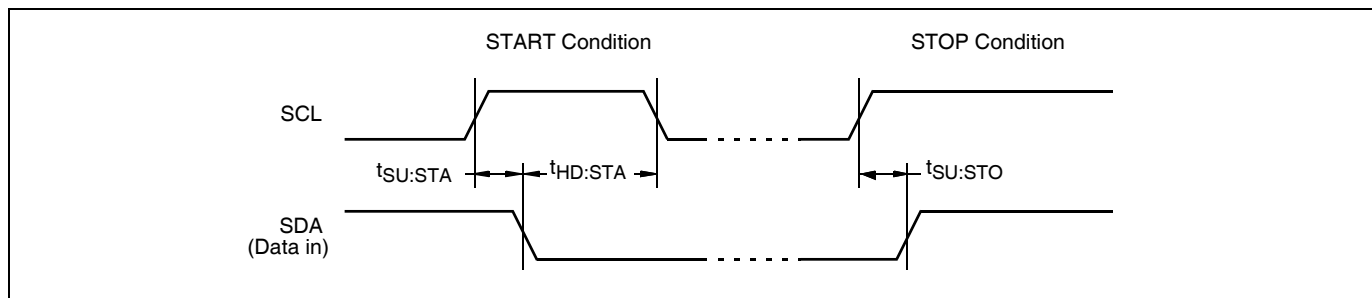 START Condition
STOP Condition
SCL
tSU:STA
tHD:STA
tSU:STO
SDA
(Data in)